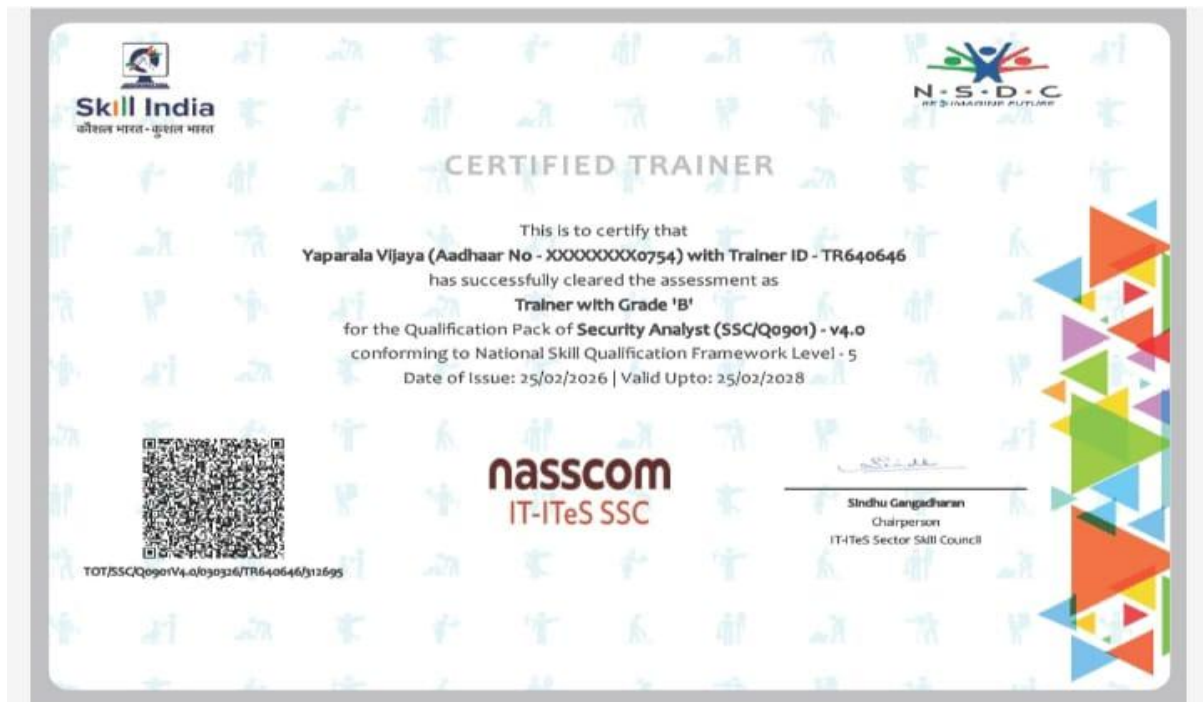 Skill India
कौशल भारत - कुशल भारत
N·S·D·C
RE-IMAGINE FUTURE
CERTIFIED TRAINER
This is to certify that
Yaparala Vijaya (Aadhaar No - XXXXXXXX0754) with Trainer ID - TR640646
has successfully cleared the assessment as
Trainer with Grade 'B'
for the Qualification Pack of Security Analyst (SSC/Q0901) - v4.0
conforming to National Skill Qualification Framework Level - 5
Date of Issue: 25/02/2026 | Valid Upto: 25/02/2028
nasscom
IT-ITeS SSC
Sindhu Gangadharan
Chairperson
IT-ITeS Sector Skill Council
TOT/SSC/Q0901V4.0/030326/TR640646/312695